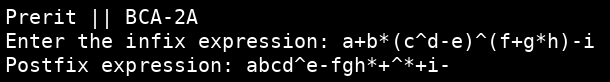 Prerit || BCA-2A
Enter the infix expression: a+b*(c^d-e)^(f+g*h)-i
Postfix expression: abcd^e-fgh*+^*+i-